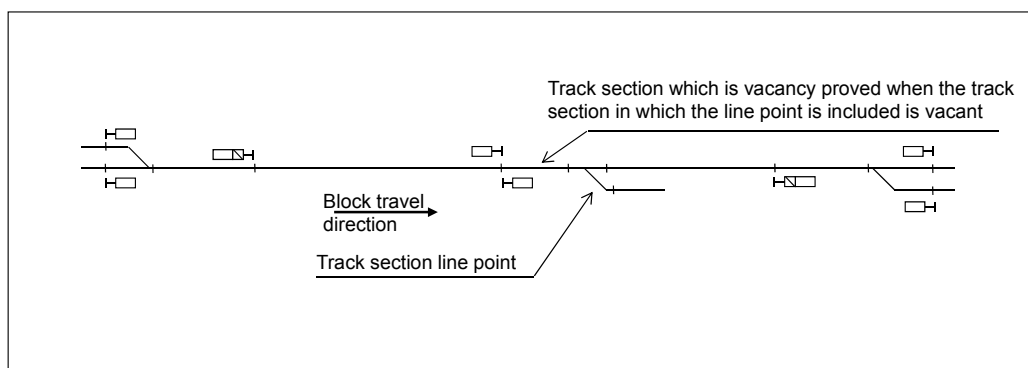 Track section which is vacancy proved when the track
section in which the line point is included is vacant
Block travel
direction
Track section line point